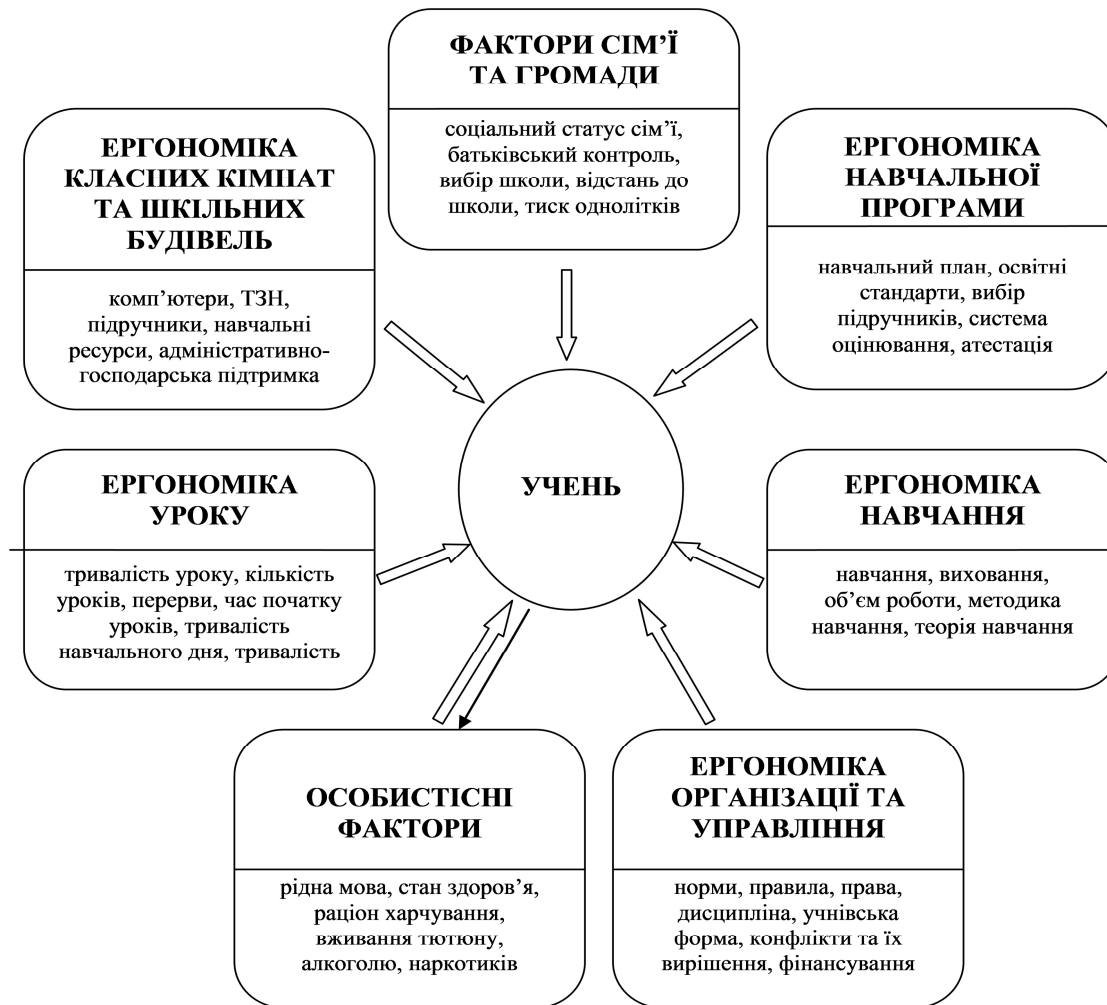 ФАКТОРИ СІМ’Ї
ТА ГРОМАДИ
соціальний статус сім’ї,
батьківський контроль,
вибір школи, відстань до
школи, тиск однолітків
ЕРГОНОМІКА
КЛАСНИХ КІМНАТ
ТА ШКІЛЬНИХ
БУДІВЕЛЬ
комп’ютери, ТЗН,
підручники, навчальні
ресурси, адміністративно-
господарська підтримка
ЕРГОНОМІКА
НАВЧАЛЬНОЇ
ПРОГРАМИ
навчальний план, освітні
стандарти, вибір
підручників, система
оцінювання, атестація
ЕРГОНОМІКА
УРОКУ
тривалість уроку, кількість
уроків, перерви, час початку
уроків, тривалість
навчального дня, тривалість
УЧЕНЬ
ЕРГОНОМІКА
НАВЧАННЯ
навчання, виховання,
об’єм роботи, методика
навчання, теорія навчання
ОСОБИСТІСНІ
ФАКТОРИ
рідна мова, стан здоров’я,
раціон харчування,
вживання тютюну,
алкоголю, наркотиків
ЕРГОНОМІКА
ОРГАНІЗАЦІЇ ТА
УПРАВЛІННЯ
норми, правила, права,
дисципліна, учнівська
форма, конфлікти та їх
вирішення, фінансування